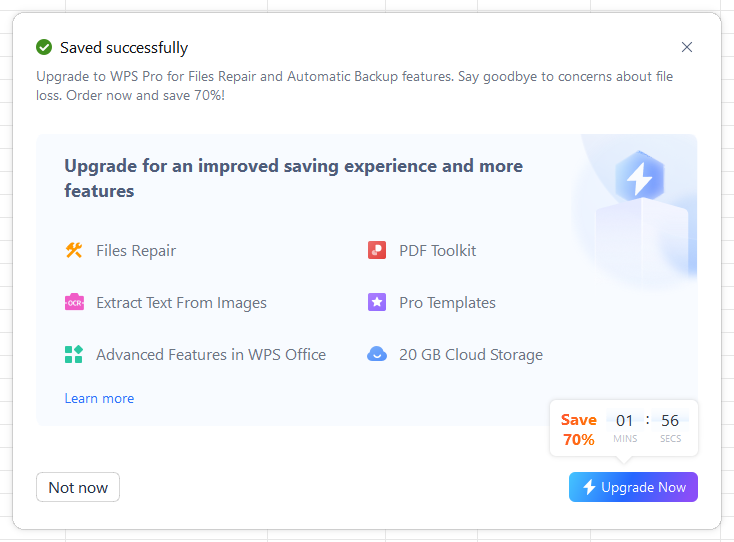 Saved successfully
Upgrade to WPS Pro for Files Repair and Automatic Backup features. Say goodbye to concerns about file
loss. Order now and save 70%!
Upgrade for an improved saving experience and more
features
Files Repair
PDF Toolkit
OCR
Extract Text From Images
Pro Templates
Advanced Features in WPS Office
20 GB Cloud Storage
Learn more
Save
70%
01 : 56
MINS SECS
Not now
Upgrade Now